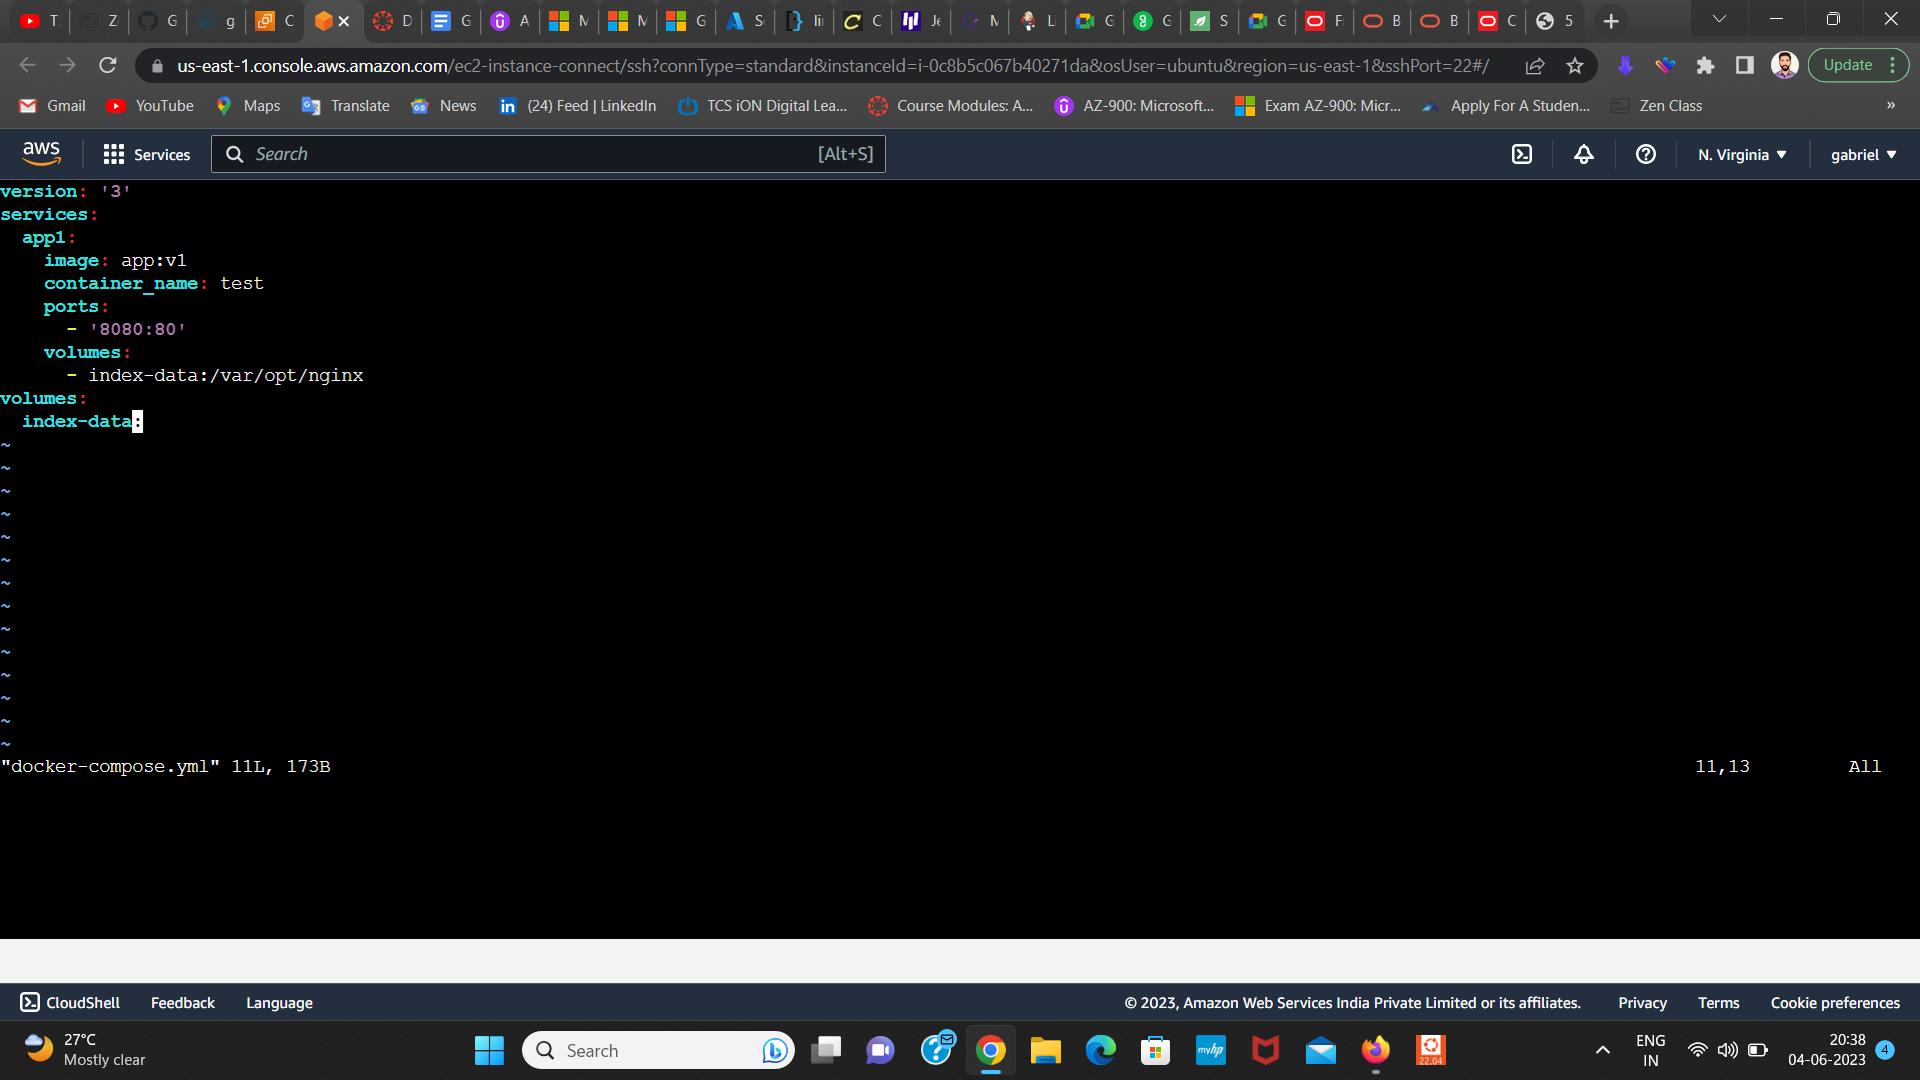 T
Z
G
g
C
D
G
A
M
M
G
S
lin
C
Je
M
Li
G
G
S
G
F
B
B
C
5
us-east-1.console.aws.amazon.com/ec2-instance-connect/ssh?connType=standard&instanceId=i-0c8b5c067b40271da&osUser=ubuntu&region=us-east-1&sshPort=22#/
Update
Gmail
YouTube
Maps
Translate
News
(24) Feed | LinkedIn
TCS iON Digital Lea...
Course Modules: A...
AZ-900: Microsoft...
Exam AZ-900: Micr...
Apply For A Studen...
Zen Class
»
aws
Services
Search
[Alt+S]
N. Virginia
gabriel
version: '3'
services:
  app1:
    image: app:v1
    container_name: test
    ports:
      - '8080:80'
    volumes:
      - index-data:/var/opt/nginx
volumes:
  index-data:
~
~
~
~
~
~
~
~
~
~
~
~
~
~
"docker-compose.yml" 11L, 173B 11,13 All
CloudShell
Feedback
Language
© 2023, Amazon Web Services India Private Limited or its affiliates.
Privacy
Terms
Cookie preferences
27°C
Mostly clear
Search
myhp
22.04
ENG
IN
20:38
04-06-2023
4